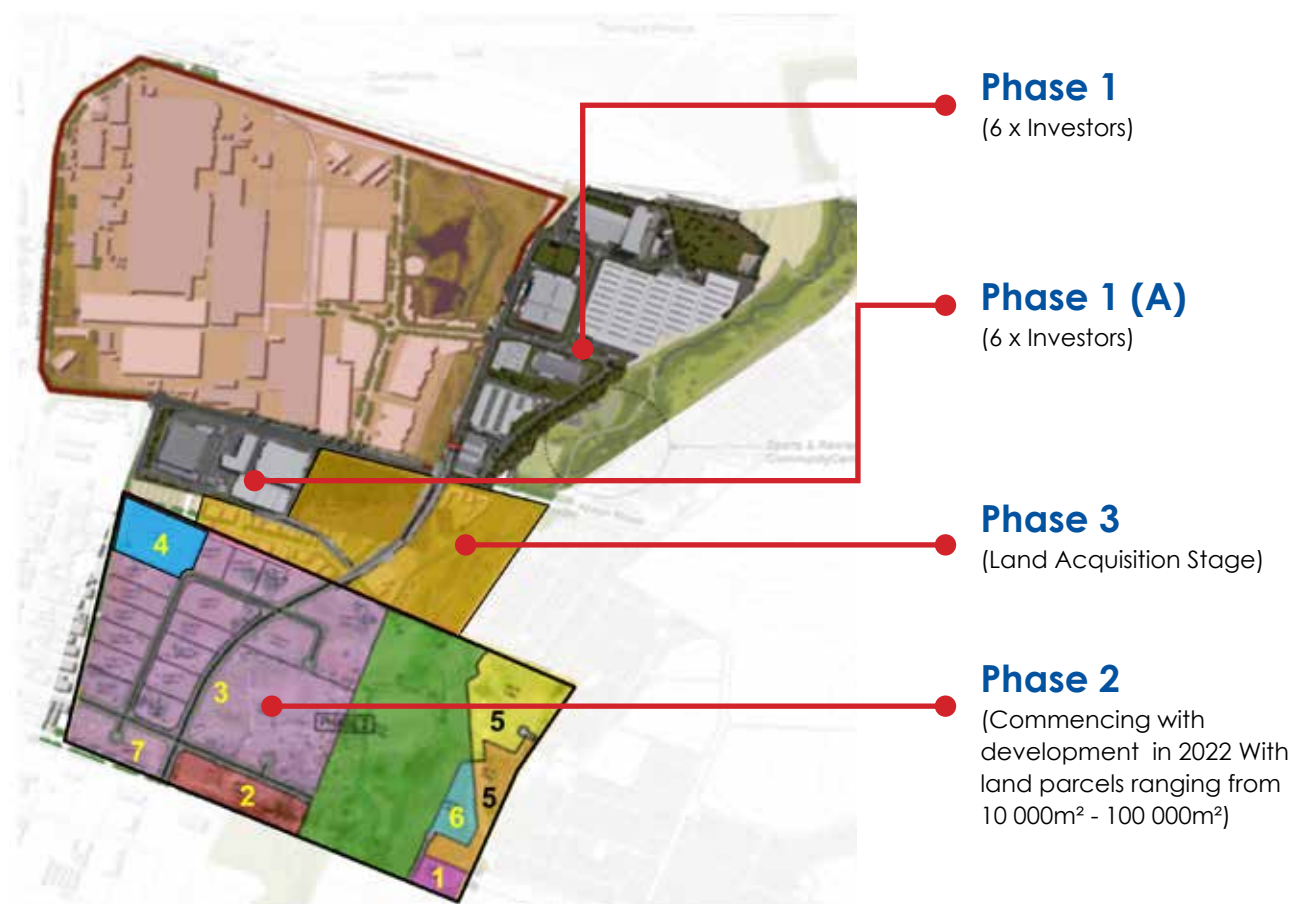 Phase 1
(6 x Investors)
Phase 1 (A)
(6 x Investors)
Phase 3
(Land Acquisition Stage)
Phase 2
(Commencing with
development in 2022 With
land parcels ranging from
10 000m² - 100 000m²)
4
3
5
7
2
5
6
1
Sports &